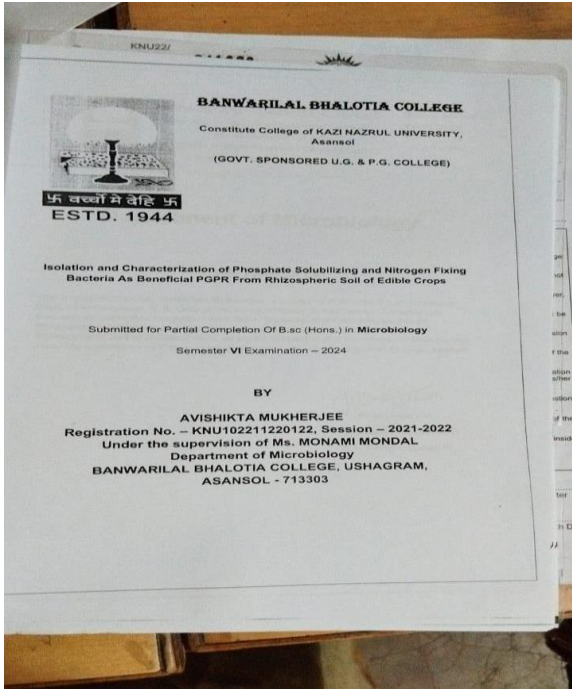 KNU22/
BANWARILAL BHALOTIA COLLEGE
Constitute College of KAZI NAZRUL UNIVERSITY,
Asansol
(GOVT. SPONSORED U.G. & P.G. COLLEGE)
卐 वर्च्चो मे देहि 卐
ESTD. 1944
Isolation and Characterization of Phosphate Solubilizing and Nitrogen Fixing
Bacteria As Beneficial PGPR From Rhizospheric Soil of Edible Crops
Submitted for Partial Completion Of B.sc (Hons.) in Microbiology
Semester VI Examination – 2024
BY
AVISHIKTA MUKHERJEE
Registration No. – KNU102211220122, Session – 2021-2022
Under the supervision of Ms. MONAMI MONDAL
Department of Microbiology
BANWARILAL BHALOTIA COLLEGE, USHAGRAM,
ASANSOL - 713303